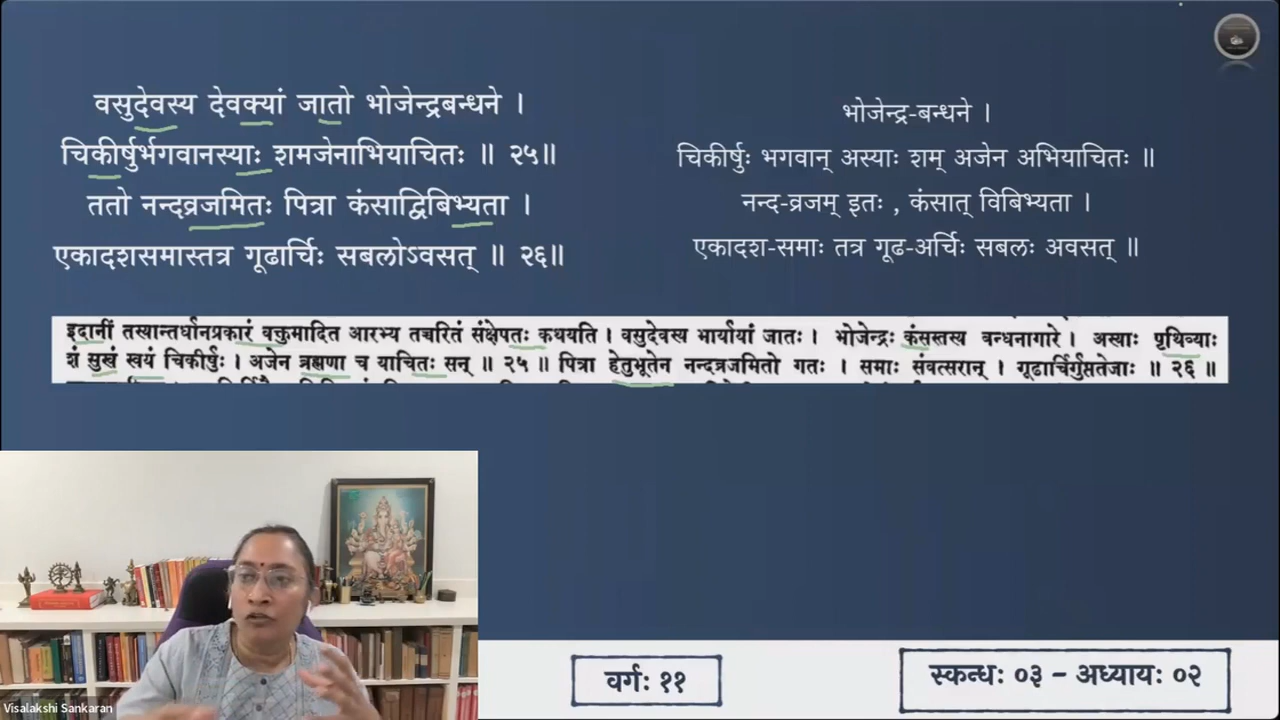 वसुदेवस्य देवक्यां जातो भोजेन्द्रबन्धने ।
चिकीर्षुर्भगवानस्याः शमजेनाभियाचितः ॥ २५॥
ततो नन्दव्रजमितः पित्रा कंसाद्विबिभ्यता ।
एकादशसमास्तत्र गूढार्चिः सबलोऽवसत् ॥ २६॥
भोजेन्द्र-बन्धने ।
चिकीर्षुः भगवान् अस्याः शम् अजेन अभियाचितः ॥
नन्द-व्रजम् इतः , कंसात् विबिभ्यता ।
एकादश-समाः तत्र गूढ-अर्चिः सबलः अवसत् ॥
इदानीं तस्यान्तर्धानप्रकारं वक्तुमादित आरभ्य तच्चरितं संक्षेपतः कथयति । वसुदेवस्य भार्यायां जातः । भोजेन्द्रः कंसस्तस्य बन्धनागारे । अस्याः पृथिव्याः
शं सुखं स्वयं चिकीर्षुः । अजेन ब्रह्मणा च याचितः सन् ॥ २५ ॥ पित्रा हेतुभूतेन नन्दव्रजमितो गतः । समाः संवत्सरान् । गूढार्चिर्गुप्ततेजाः ॥ २६ ॥
Visalakshi Sankaran
वर्गः ११
स्कन्धः ०३ – अध्यायः ०२